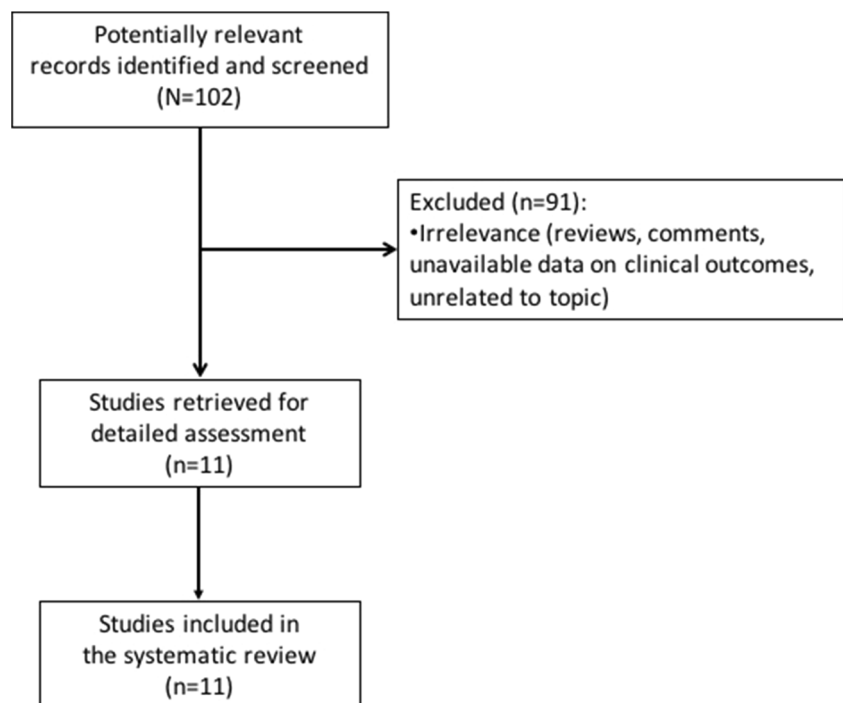 Potentially relevant
records identified and screened
(N=102)
Excluded (n=91):
•Irrelevance (reviews, comments,
unavailable data on clinical outcomes,
unrelated to topic)
Studies retrieved for
detailed assessment
(n=11)
Studies included in
the systematic review
(n=11)